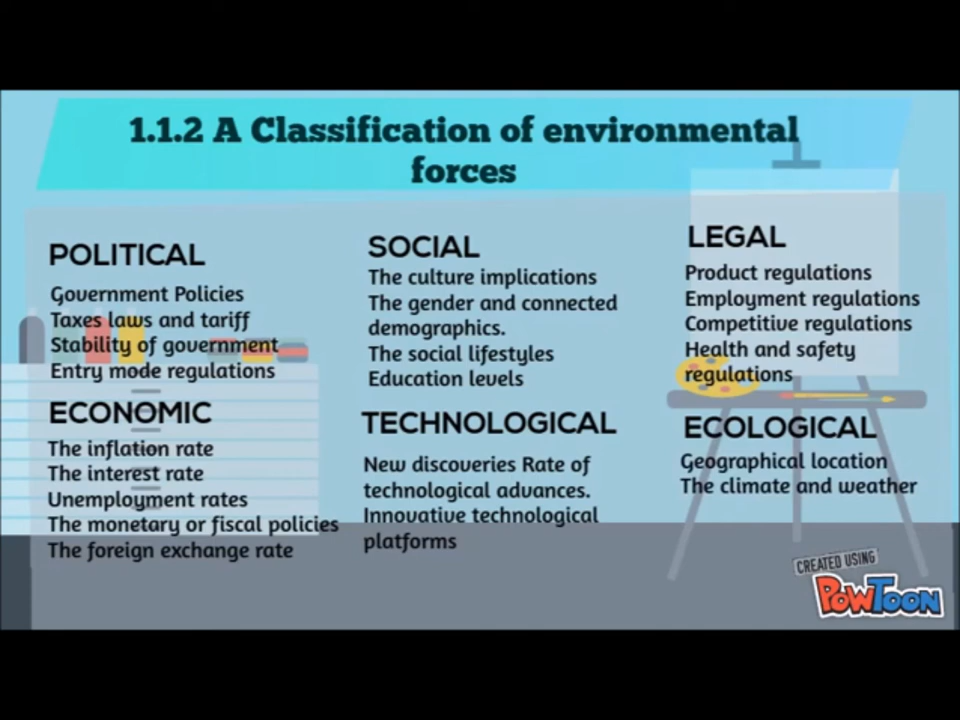 1.1.2 A Classification of environmental
forces
POLITICAL
Government Policies
Taxes laws and tariff
Stability of government
Entry mode regulations
ECONOMIC
The inflation rate
The interest rate
Unemployment rates
The monetary or fiscal policies
The foreign exchange rate
SOCIAL
The culture implications
The gender and connected
demographics.
The social lifestyles
Education levels
TECHNOLOGICAL
New discoveries Rate of
technological advances.
Innovative technological
platforms
LEGAL
Product regulations
Employment regulations
Competitive regulations
Health and safety
regulations
ECOLOGICAL
Geographical location
The climate and weather
CREATED USING
POWTOON